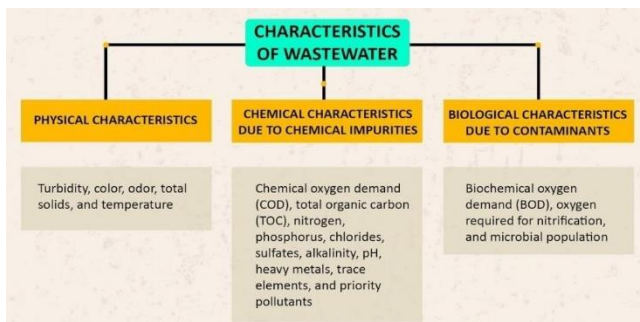 CHARACTERISTICS
OF WASTEWATER
PHYSICAL CHARACTERISTICS
Turbidity, color, odor, total
solids, and temperature
CHEMICAL CHARACTERISTICS
DUE TO CHEMICAL IMPURITIES
Chemical oxygen demand
(COD), total organic carbon
(TOC), nitrogen,
phosphorus, chlorides,
sulfates, alkalinity, pH,
heavy metals, trace
elements, and priority
pollutants
BIOLOGICAL CHARACTERISTICS
DUE TO CONTAMINANTS
Biochemical oxygen
demand (BOD), oxygen
required for nitrification,
and microbial population